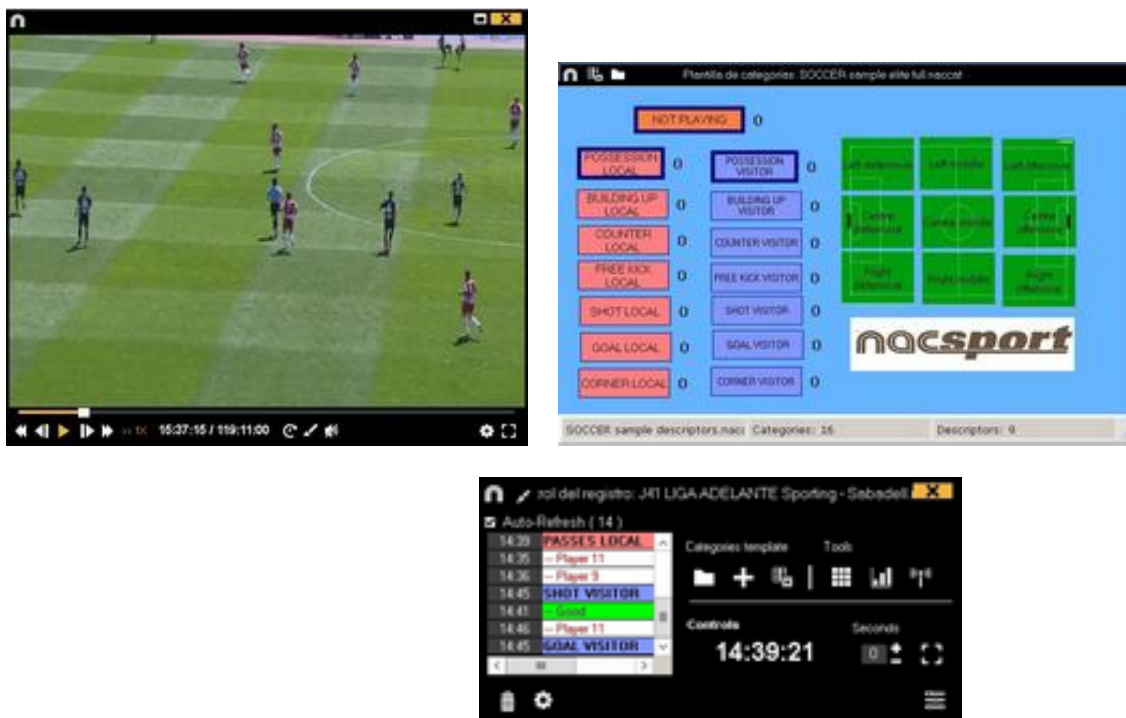 1X 15:37:15 / 119:11:00
Plantilla de categorias: SOCCER sample elite full.naccat
NOT PLAYING 0
POSSESSION LOCAL 0
POSSESSION VISITOR 0
BUILDING UP LOCAL 0
BUILDING UP VISITOR 0
COUNTER LOCAL 0
COUNTER VISITOR 0
FREE KICK LOCAL 0
FREE KICK VISITOR 0
SHOT LOCAL 0
SHOT VISITOR 0
GOAL LOCAL 0
GOAL VISITOR 0
CORNER LOCAL 0
CORNER VISITOR 0
Left defensive Left middle Left offensive
Centre defensive Centre middle Centre offensive
Right defensive Right middle Right offensive
nacsport
SOCCER sample descriptors.nacs Categories: 16 Descriptors: 9
rol del registro: J41 LIGA ADELANTE Sporting - Sabadell
Auto-Refresh ( 14 )
14:39 PASSES LOCAL
14:35 -- Player 11
14:36 -- Player 9
14:45 SHOT VISITOR
14:41 -- Good
14:46 -- Player 11
14:45 GOAL VISITOR
Categories template Tools
Controls Seconds
14:39:21 0